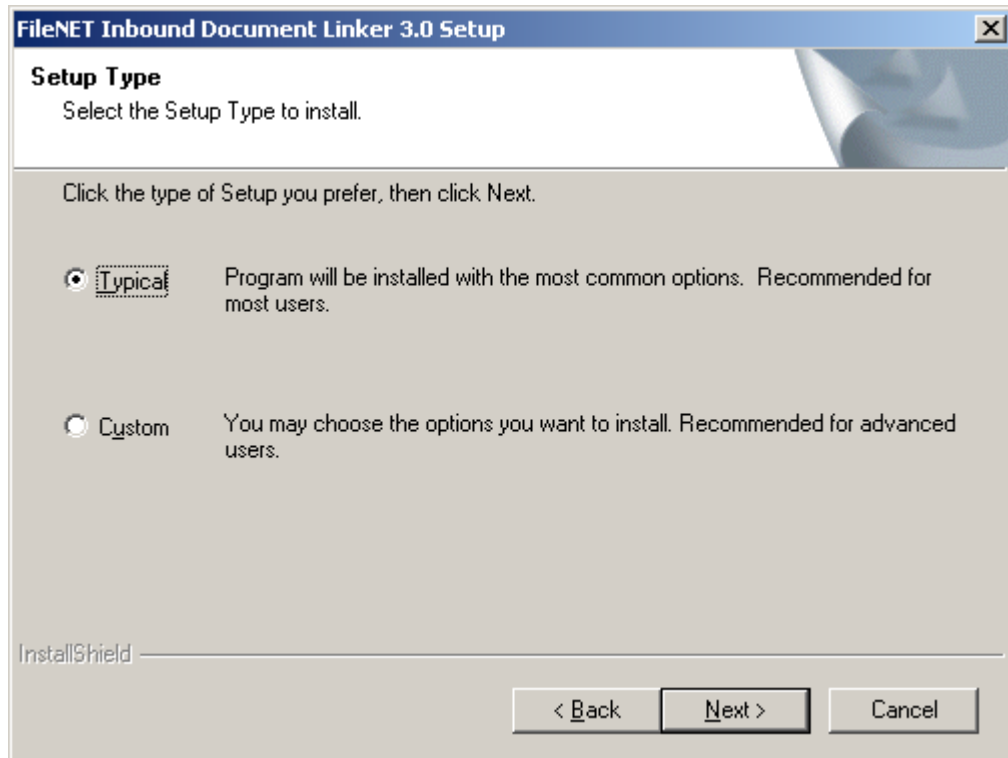 FileNET Inbound Document Linker 3.0 Setup
Setup Type
Select the Setup Type to install.
Click the type of Setup you prefer, then click Next.
Typical
Program will be installed with the most common options.  Recommended for
most users.
Custom
You may choose the options you want to install. Recommended for advanced
users.
InstallShield
< Back
Next >
Cancel